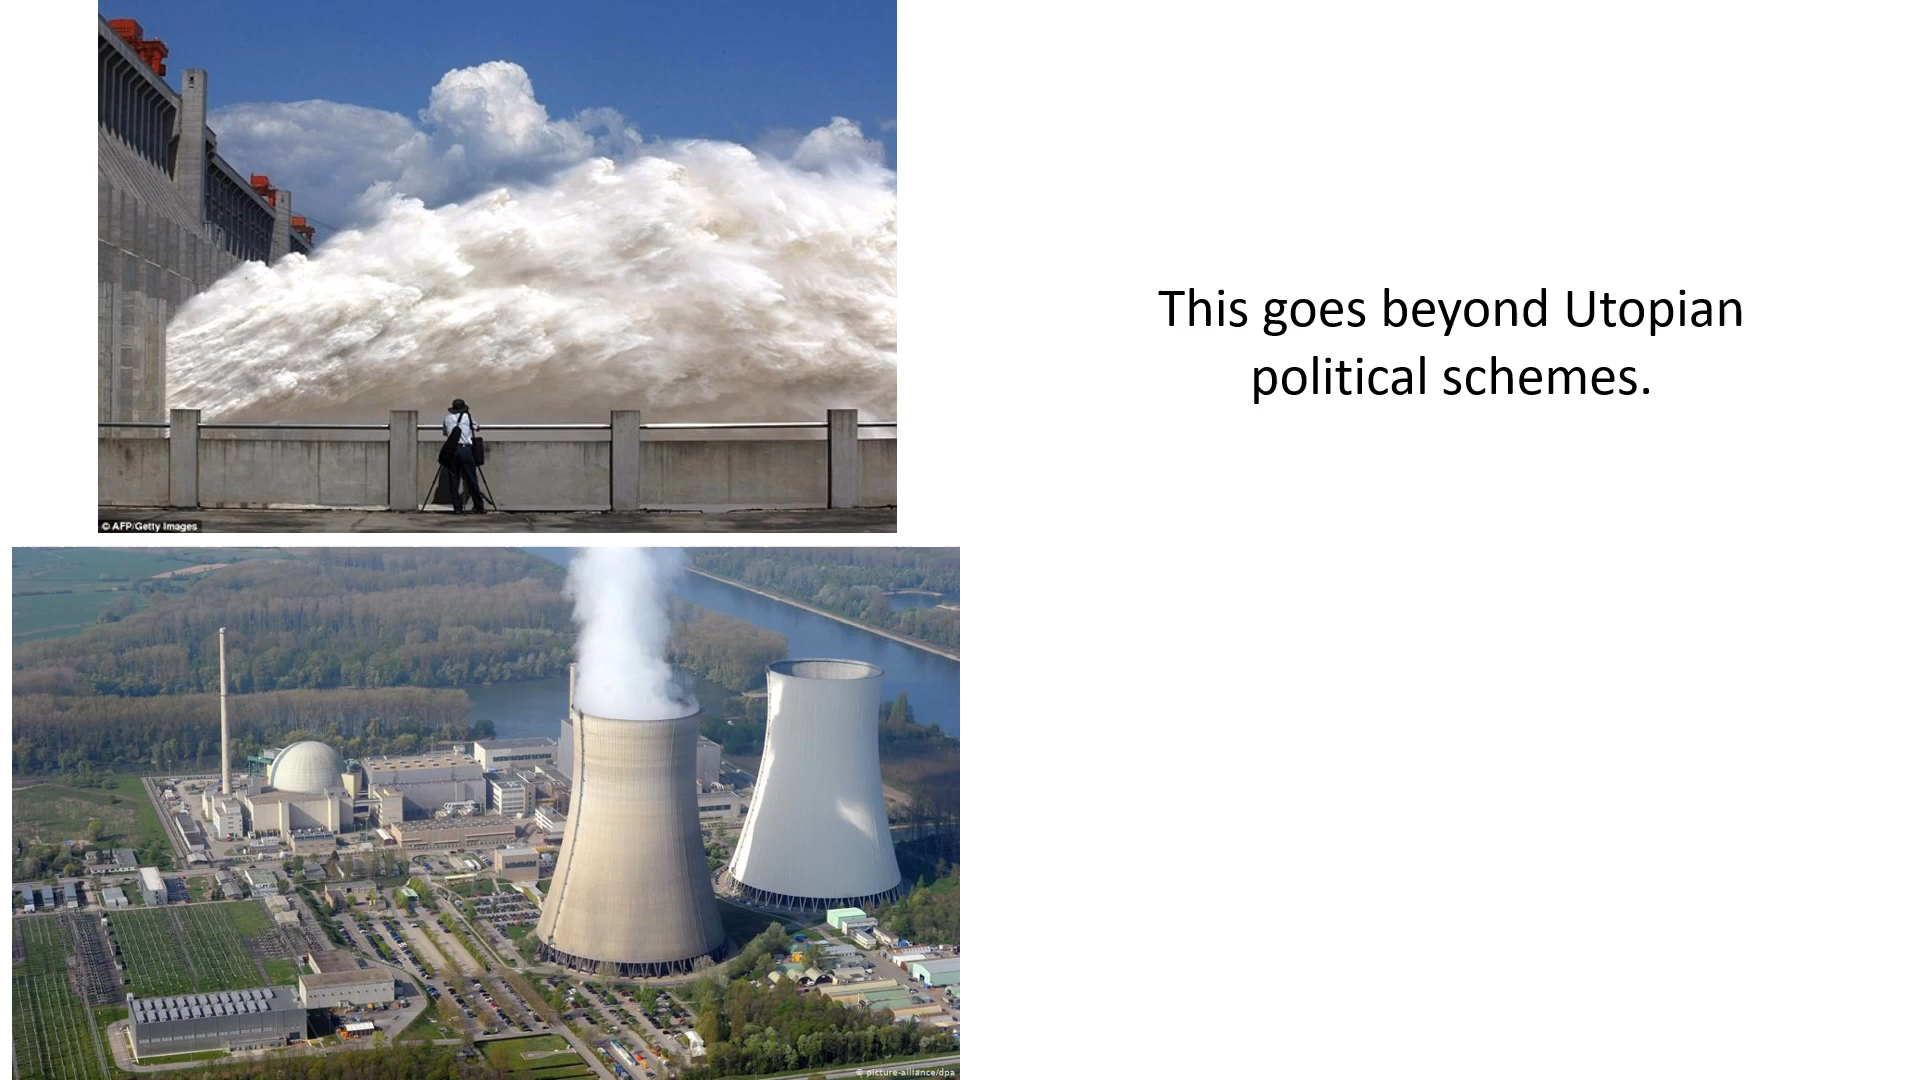 This goes beyond Utopian
political schemes.
© AFP/Getty Images
© picture-alliance/dpa